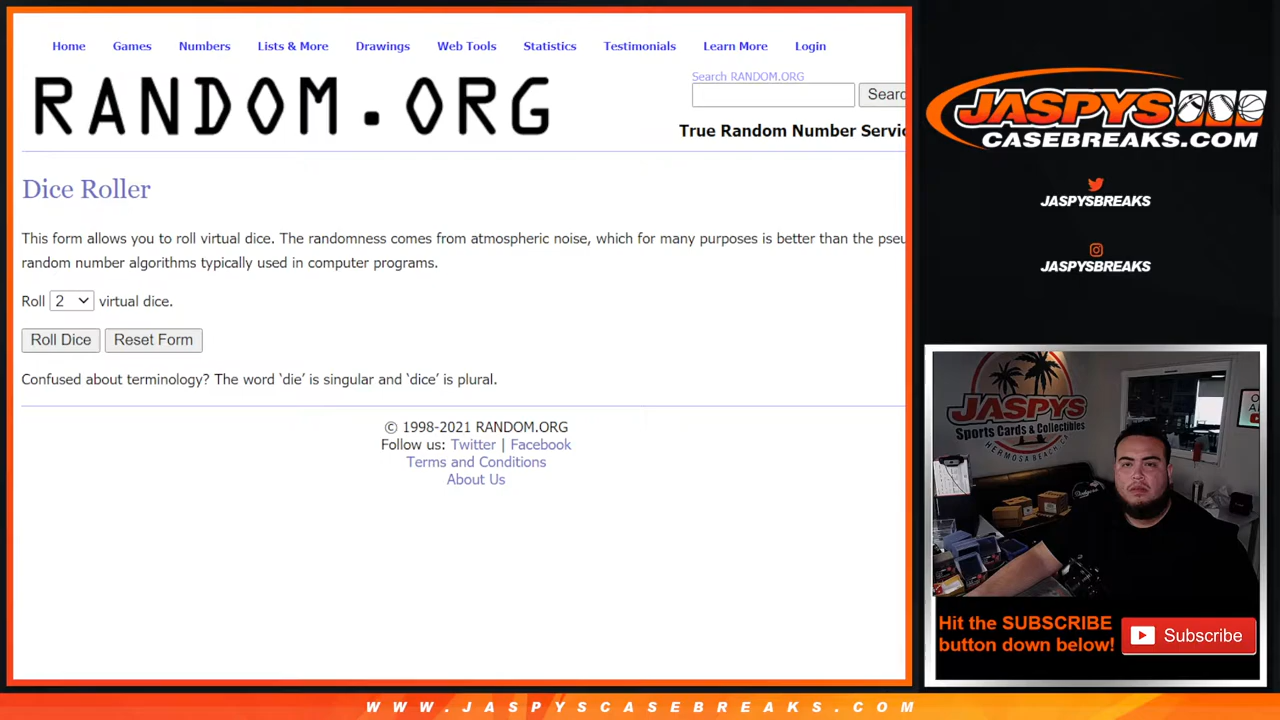 Home Games Numbers Lists & More Drawings Web Tools Statistics Testimonials Learn More Login
RANDOM.ORG
Search RANDOM.ORG
Searc
True Random Number Servic
Dice Roller
This form allows you to roll virtual dice. The randomness comes from atmospheric noise, which for many purposes is better than the pseu
random number algorithms typically used in computer programs.
Roll 2 virtual dice.
Roll Dice Reset Form
Confused about terminology? The word ‘die’ is singular and ‘dice’ is plural.
© 1998-2021 RANDOM.ORG
Follow us: Twitter | Facebook
Terms and Conditions
About Us
JASPYS
CASEBREAKS.COM
JASPYSBREAKS
JASPYSBREAKS
JASPYS
Sports Cards & Collectibles
HERMOSA BEACH, CA
Hit the SUBSCRIBE
button down below!
Subscribe
WWW.JASPYSCASEBREAKS.COM